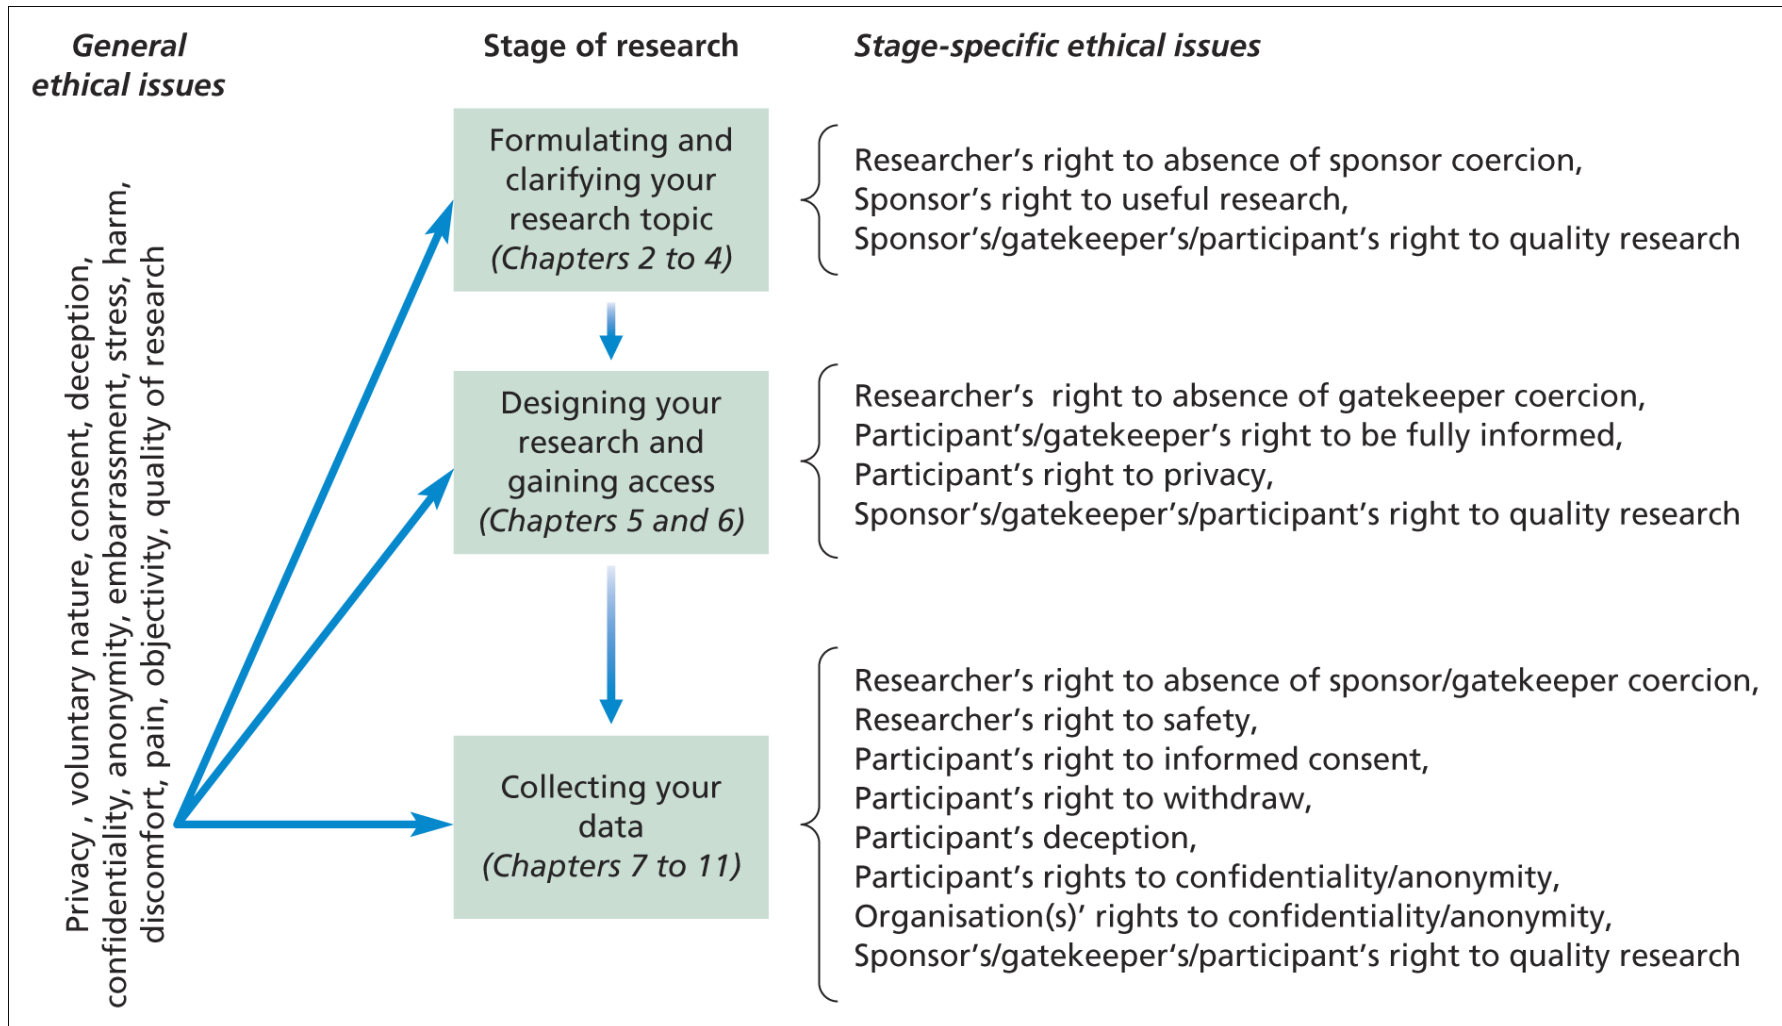 General
ethical issues
Stage of research
Stage-specific ethical issues
Privacy, voluntary nature, consent, deception,
confidentiality, anonymity, embarrassment, stress, harm,
discomfort, pain, objectivity, quality of research
Formulating and
clarifying your
research topic
(Chapters 2 to 4)
Researcher’s right to absence of sponsor coercion,
Sponsor’s right to useful research,
Sponsor’s/gatekeeper’s/participant’s right to quality research
Designing your
research and
gaining access
(Chapters 5 and 6)
Researcher’s right to absence of gatekeeper coercion,
Participant’s/gatekeeper’s right to be fully informed,
Participant’s right to privacy,
Sponsor’s/gatekeeper’s/participant’s right to quality research
Collecting your
data
(Chapters 7 to 11)
Researcher’s right to absence of sponsor/gatekeeper coercion,
Researcher’s right to safety,
Participant’s right to informed consent,
Participant’s right to withdraw,
Participant’s deception,
Participant’s rights to confidentiality/anonymity,
Organisation(s)’ rights to confidentiality/anonymity,
Sponsor’s/gatekeeper‘s/participant’s right to quality research